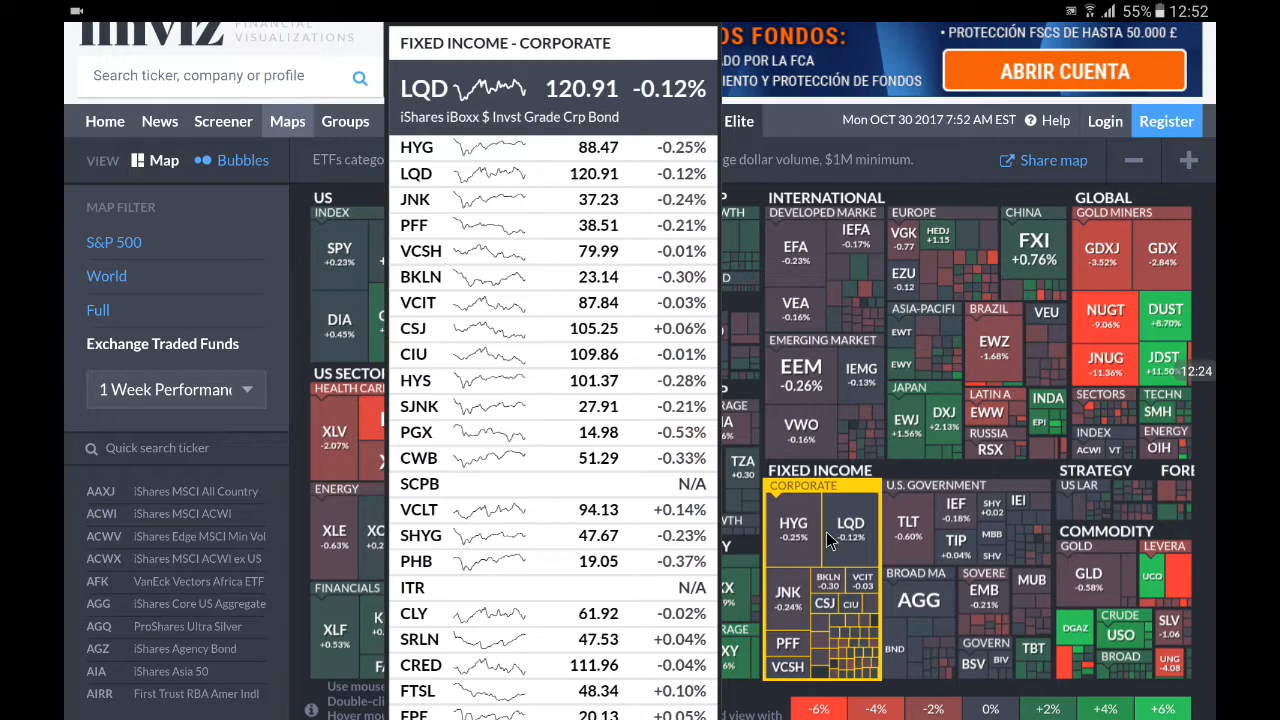 55% 12:52
finviz FINANCIAL
VISUALIZATIONS
Search ticker, company or profile
OS FONDOS:
• PROTECCIÓN FSCS DE HASTA 50.000 £
ADO POR LA FCA
MIENTO Y PROTECCIÓN DE FONDOS
ABRIR CUENTA
Home News Screener Maps Groups
Elite
Mon OCT 30 2017 7:52 AM EST Help Login Register
VIEW Map Bubbles
ETFs catego
ge dollar volume, $1M minimum.
Share map
MAP FILTER
S&P 500
World
Full
Exchange Traded Funds
1 Week Performanc
Quick search ticker
AAXJ iShares MSCI All Country
ACWI iShares MSCI ACWI
ACWV iShares Edge MSCI Min Vol
ACWX iShares MSCI ACWI ex US
AFK VanEck Vectors Africa ETF
AGG iShares Core US Aggregate
AGQ ProShares Ultra Silver
AGZ iShares Agency Bond
AIA iShares Asia 50
AIRR First Trust RBA Amer Indl
US
INDEX
SPY
+0.23%
DIA
+0.45%
US SECTO
HEALTH CAR
XLV
-2.07%
ENERGY
XLE
-0.63%
XO
FINANCIALS
XLF
+0.53%
K
+0.
FA
Use mouse
Double-cli
Hover mou
FIXED INCOME - CORPORATE
LQD 120.91 -0.12%
iShares iBoxx $ Invst Grade Crp Bond
HYG 88.47 -0.25%
LQD 120.91 -0.12%
JNK 37.23 -0.24%
PFF 38.51 -0.21%
VCSH 79.99 -0.01%
BKLN 23.14 -0.30%
VCIT 87.84 -0.03%
CSJ 105.25 +0.06%
CIU 109.86 -0.01%
HYS 101.37 -0.28%
SJNK 27.91 -0.21%
PGX 14.98 -0.53%
CWB 51.29 -0.33%
SCPB N/A
VCLT 94.13 +0.14%
SHYG 47.67 -0.23%
PHB 19.05 -0.37%
ITR N/A
CLY 61.92 -0.02%
SRLN 47.53 +0.04%
CRED 111.96 -0.04%
FTSL 48.34 +0.10%
FPE 20.13 +0.05%
WTH
TZA
+0.30
INTERNATIONAL
DEVELOPED MARKE
EFA
-0.23%
IEFA
-0.17%
VEA
-0.16%
EMERGING MARKET
EEM
-0.26%
IEMG
-0.13%
VWO
-0.16%
EUROPE
VGK
-0.77
HEDJ
+1.15
EZU
-0.12
ASIA-PACIFI
EWT
EWY
JAPAN
EWJ
+1.56%
DXJ
+2.13%
CHINA
FXI
+0.76%
BRAZIL
EWZ
-1.68%
VEU
LATIN A
EWW
RUSSIA
RSX
INDA
EPI
GLOBAL
GOLD MINERS
GDXJ
-3.52%
GDX
-2.84%
NUGT
-9.06%
DUST
+8.70%
JNUG
-11.36%
JDST
+11.50%
12:24
SECTORS
TECHN
SMH
INDEX
ACWI VT
ENERGY
OIH
FIXED INCOME
CORPORATE
HYG
-0.25%
LQD
-0.12%
JNK
-0.24%
BKLN
-0.30
VCIT
-0.03
CSJ CIU
PFF
VCSH
U.S. GOVERNMENT
TLT
-0.60%
IEF
-0.18%
TIP
+0.04%
SHY
+0.02
IEI
MBB
SHV
BROAD MA
AGG
BND
SOVERE
EMB
-0.21%
MUB
GOVERN
BSV BIV
TBT
STRATEGY FORE
US LAR
COMMODITY
GOLD
GLD
-0.58%
LEVERA
UCO
DGAZ
CRUDE
USO
BROAD
SLV
-1.06
UNG
-4.08
d view with
-6% -4% -2% 0% +2% +4% +6%